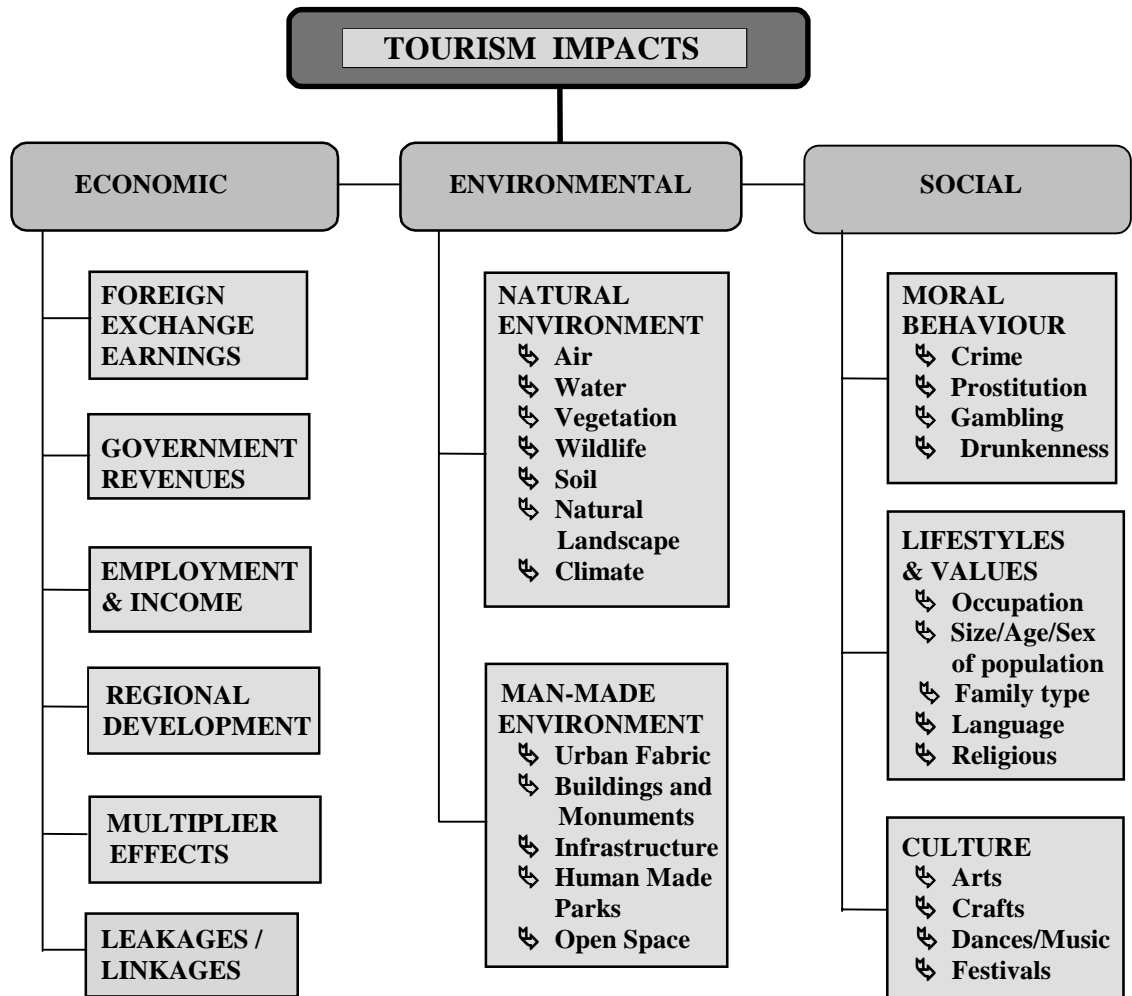 TOURISM IMPACTS
ECONOMIC
FOREIGN
EXCHANGE
EARNINGS
GOVERNMENT
REVENUES
EMPLOYMENT
& INCOME
REGIONAL
DEVELOPMENT
MULTIPLIER
EFFECTS
LEAKAGES /
LINKAGES
ENVIRONMENTAL
NATURAL
ENVIRONMENT
Air
Water
Vegetation
Wildlife
Soil
Natural
Landscape
Climate
MAN-MADE
ENVIRONMENT
Urban Fabric
Buildings and
Monuments
Infrastructure
Human Made
Parks
Open Space
SOCIAL
MORAL
BEHAVIOUR
Crime
Prostitution
Gambling
Drunkenness
LIFESTYLES
& VALUES
Occupation
Size/Age/Sex
of population
Family type
Language
Religious
CULTURE
Arts
Crafts
Dances/Music
Festivals